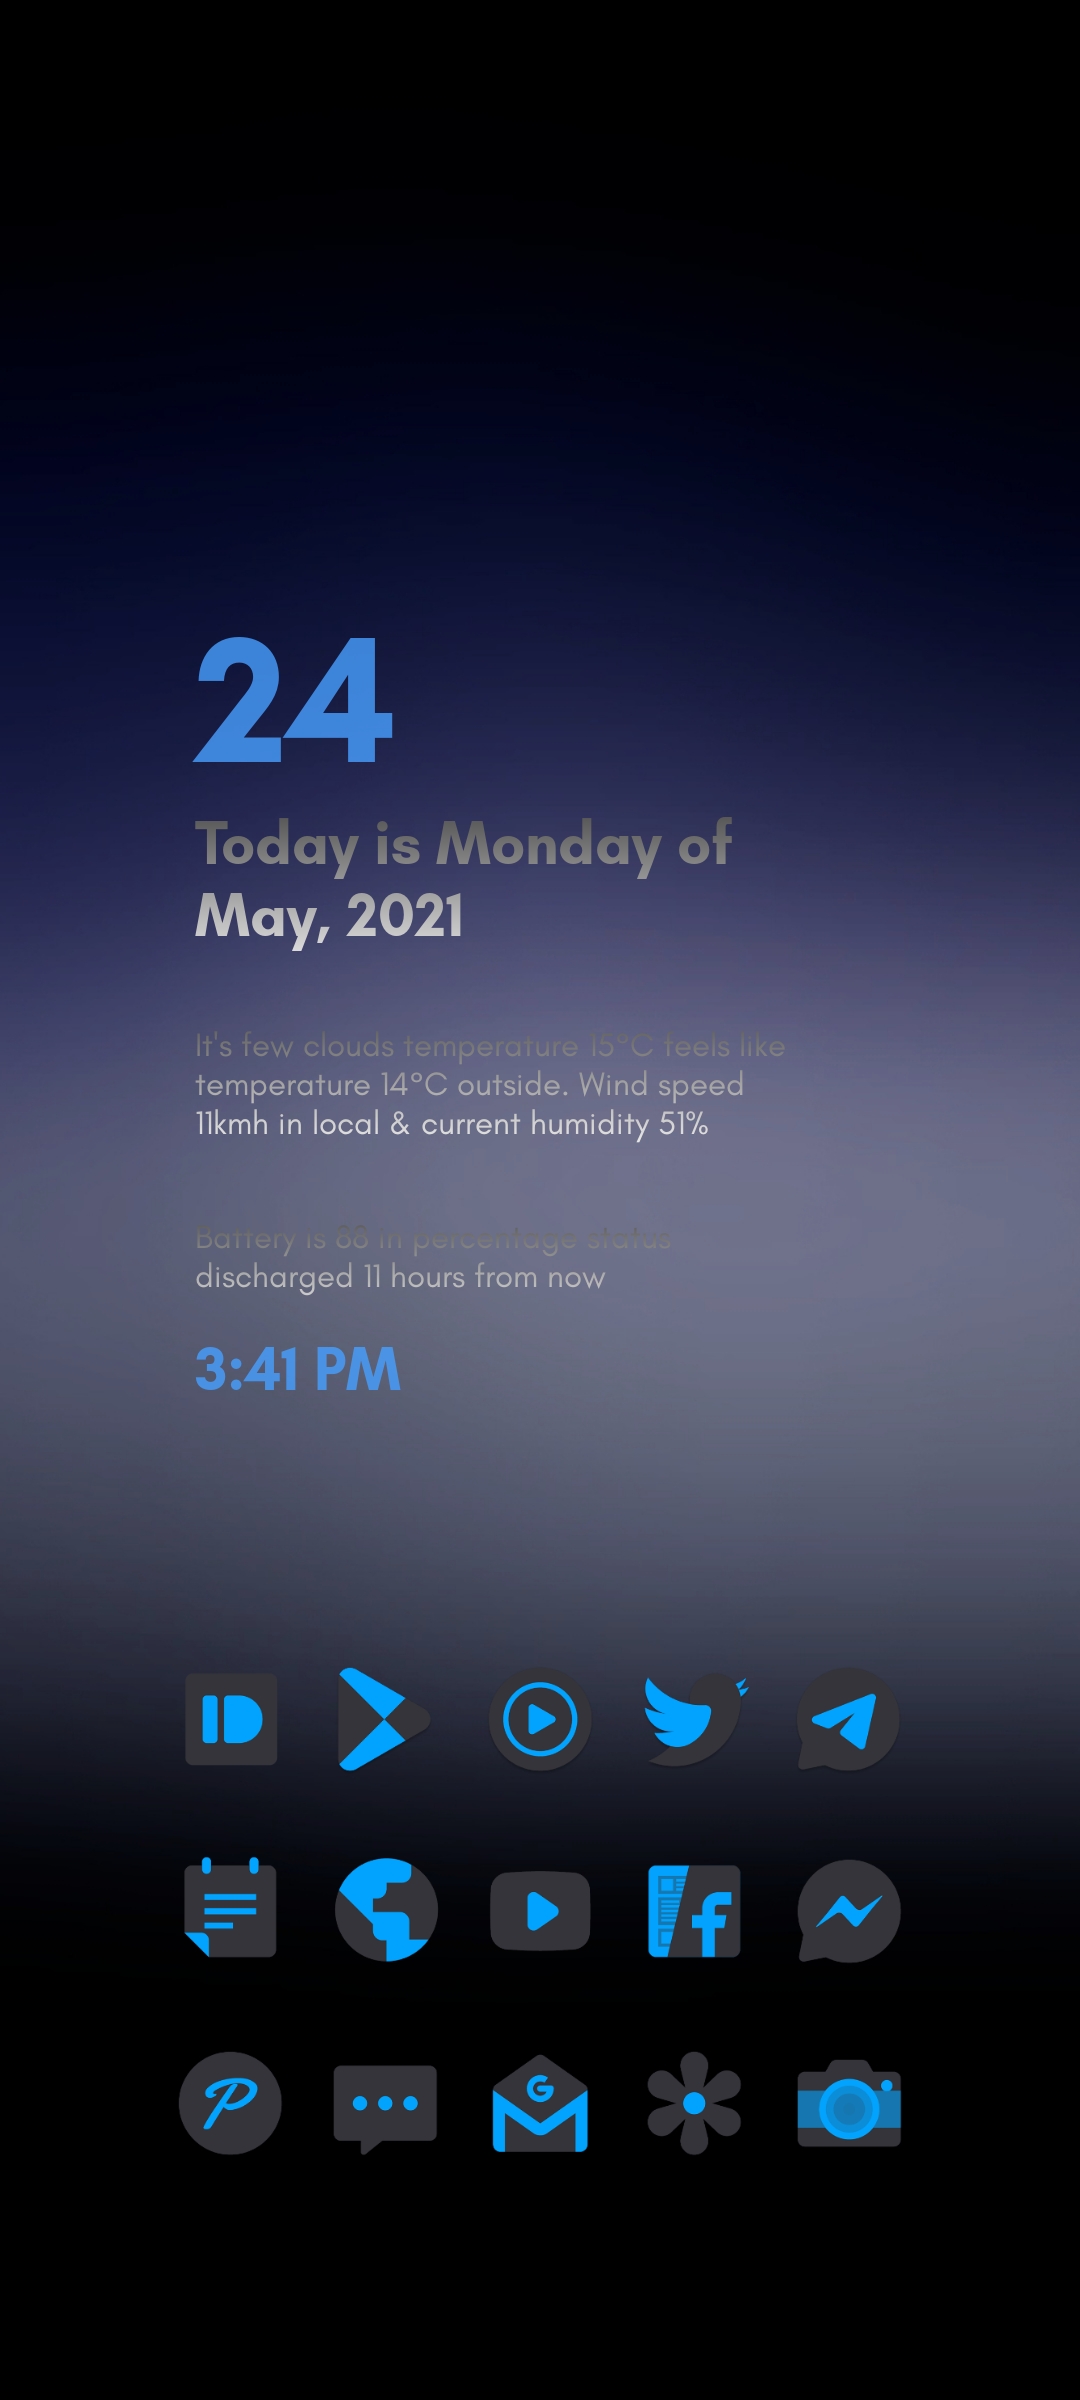 24
Today is Monday of
May, 2021
It's few clouds temperature 15°C feels like
temperature 14°C outside. Wind speed
11kmh in local & current humidity 51%
Battery is 88 in percentage status
discharged 11 hours from now
3:41 PM